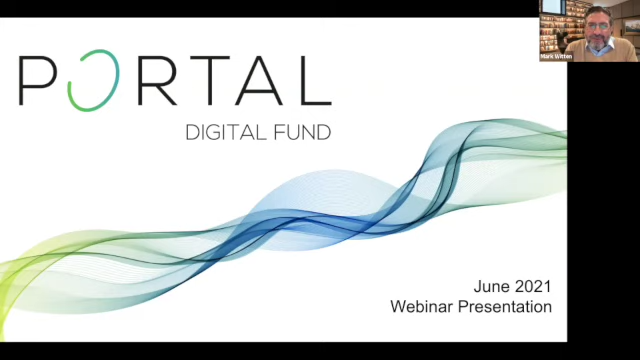 PORTAL
DIGITAL FUND
June 2021
Webinar Presentation
Mark Witten